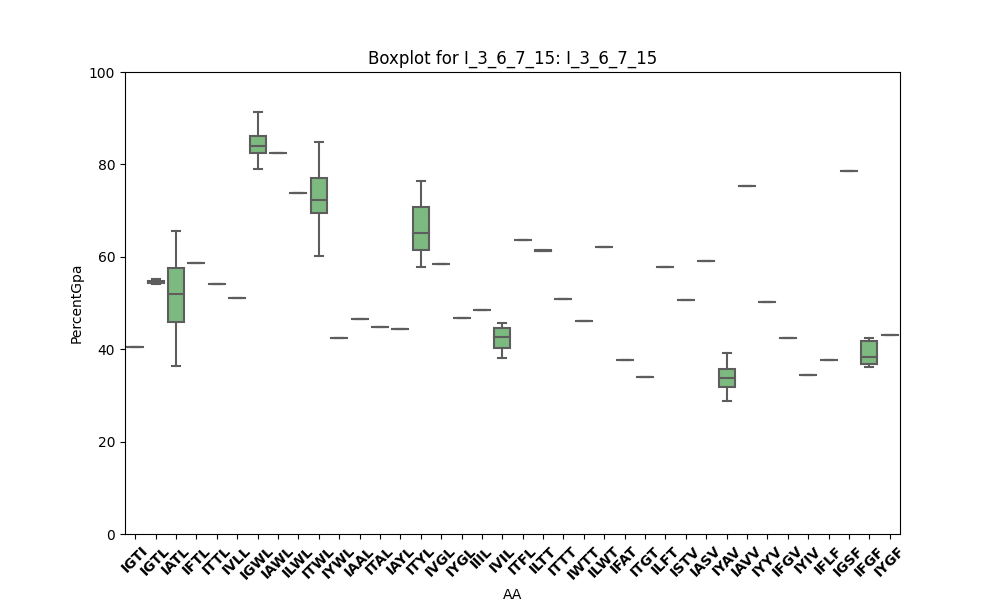 Boxplot for I_3_6_7_15: I_3_6_7_15
100
80
60
40
20
0
PercentGpa
IGTI
IGTL
IATL
IFTL
ITTL
IVLL
IGWL
IAWL
ILWL
ITWL
IYWL
IAAL
ITAL
IAYL
ITYL
IVGL
IYGL
IIIL
IVIL
ITFL
ILTT
ITTT
IWTT
ILWT
IFAT
ITGT
ILFT
ISTV
IASV
IYAV
IAVV
IYYV
IFGV
IYIV
IFLF
IGSF
IFGF
IYGF
AA